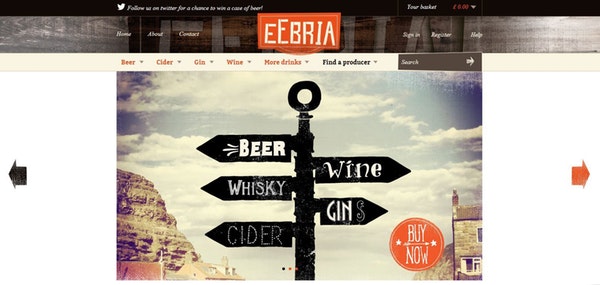 Follow us on twitter for a chance to win a case of beer!
Your basket
£ 0.00
EEBRIA
Home
About
Contact
Sign in
Register
Help
Beer
Cider
Gin
Wine
More drinks
Find a producer
Search
BEER
WINE
WHISKY
GINS
CIDER
BUY
NOW